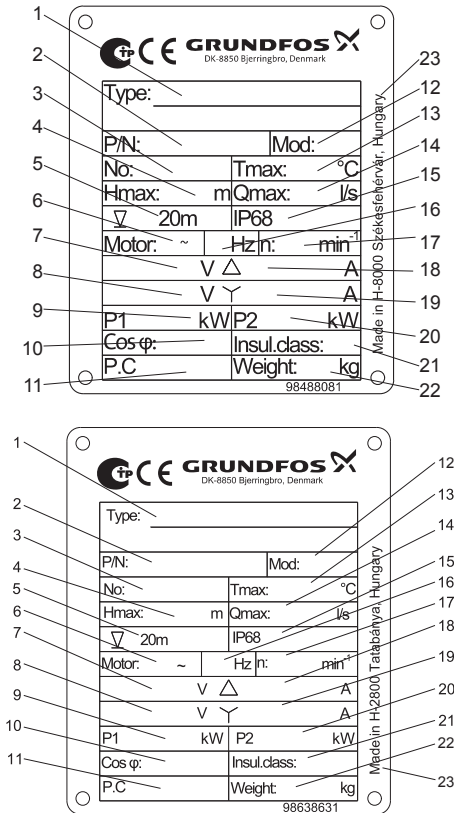 1
2
3
4
5
6
7
8
9
10
11
TP CE GRUNDFOS
DK-8850 Bjerringbro, Denmark
Type:
P/N: Mod:
No: Tmax: °C
Hmax: m Qmax: l/s
20m IP68
Motor: ~ Hz n: min-1
V △ A
V Y A
P1 kW P2 kW
Cos φ: Insul.class:
P.C Weight: kg
98488081
Made in H-8000 Székesfehérvár, Hungary
23
12
13
14
15
16
17
18
19
20
21
22
1
2
3
4
5
6
7
8
9
10
11
TP CE GRUNDFOS
DK-8850 Bjerringbro, Denmark
Type:
P/N: Mod:
No: Tmax: °C
Hmax: m Qmax: l/s
20m IP68
Motor: ~ Hz n: min-1
V △ A
V Y A
P1 kW P2 kW
Cos φ: Insul.class:
P.C Weight: kg
98638631
Made in H-2800 Tatabánya, Hungary
12
13
14
15
16
17
18
19
20
21
22
23